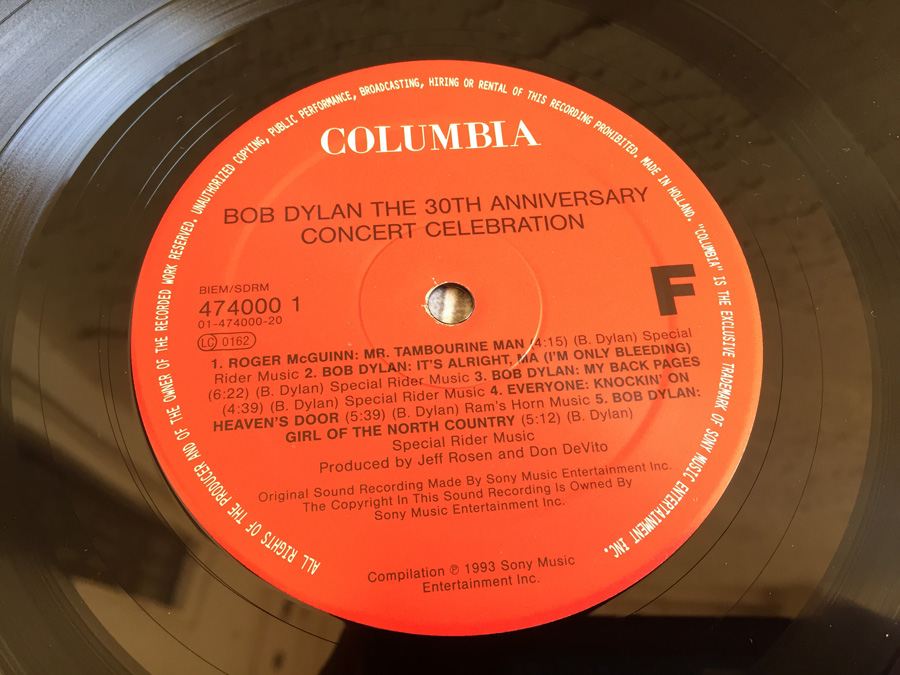 COLUMBIA
BOB DYLAN THE 30TH ANNIVERSARY
CONCERT CELEBRATION
BIEM/SDRM
474000 1
01-474000-20
LC 0162
F
1. ROGER McGUINN: MR. TAMBOURINE MAN (4:15) (B. Dylan) Special
Rider Music 2. BOB DYLAN: IT'S ALRIGHT, MA (I'M ONLY BLEEDING)
(6:22) (B. Dylan) Special Rider Music 3. BOB DYLAN: MY BACK PAGES
(4:39) (B. Dylan) Special Rider Music 4. EVERYONE: KNOCKIN' ON
HEAVEN'S DOOR (5:39) (B. Dylan) Ram's Horn Music 5. BOB DYLAN:
GIRL OF THE NORTH COUNTRY (5:12) (B. Dylan)
Special Rider Music
Produced by Jeff Rosen and Don DeVito
Original Sound Recording Made By Sony Music Entertainment Inc.
The Copyright In This Sound Recording Is Owned By
Sony Music Entertainment Inc.
Compilation ℗ 1993 Sony Music
Entertainment Inc.
ALL RIGHTS OF THE PRODUCER AND OF THE OWNER OF THE RECORDED WORK RESERVED. UNAUTHORIZED COPYING, PUBLIC PERFORMANCE, BROADCASTING, HIRING OR RENTAL OF THIS RECORDING PROHIBITED. MADE IN HOLLAND. "COLUMBIA" IS THE EXCLUSIVE TRADEMARK OF SONY MUSIC ENTERTAINMENT INC.